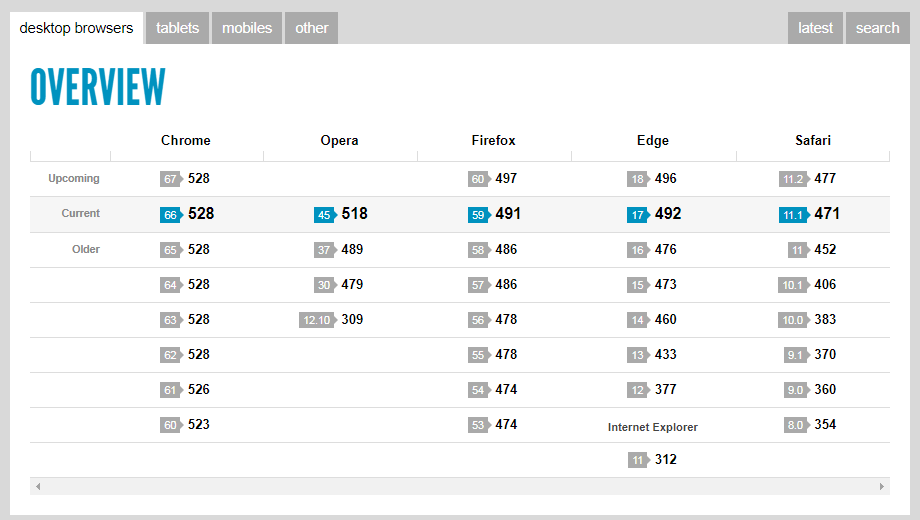 desktop browsers tablets mobiles other latest search
OVERVIEW
Chrome Opera Firefox Edge Safari
Upcoming 67 528 60 497 18 496 11.2 477
Current 66 528 45 518 59 491 17 492 11.1 471
Older 65 528 37 489 58 486 16 476 11 452
64 528 30 479 57 486 15 473 10.1 406
63 528 12.10 309 56 478 14 460 10.0 383
62 528 55 478 13 433 9.1 370
61 526 54 474 12 377 9.0 360
60 523 53 474 Internet Explorer 8.0 354
11 312